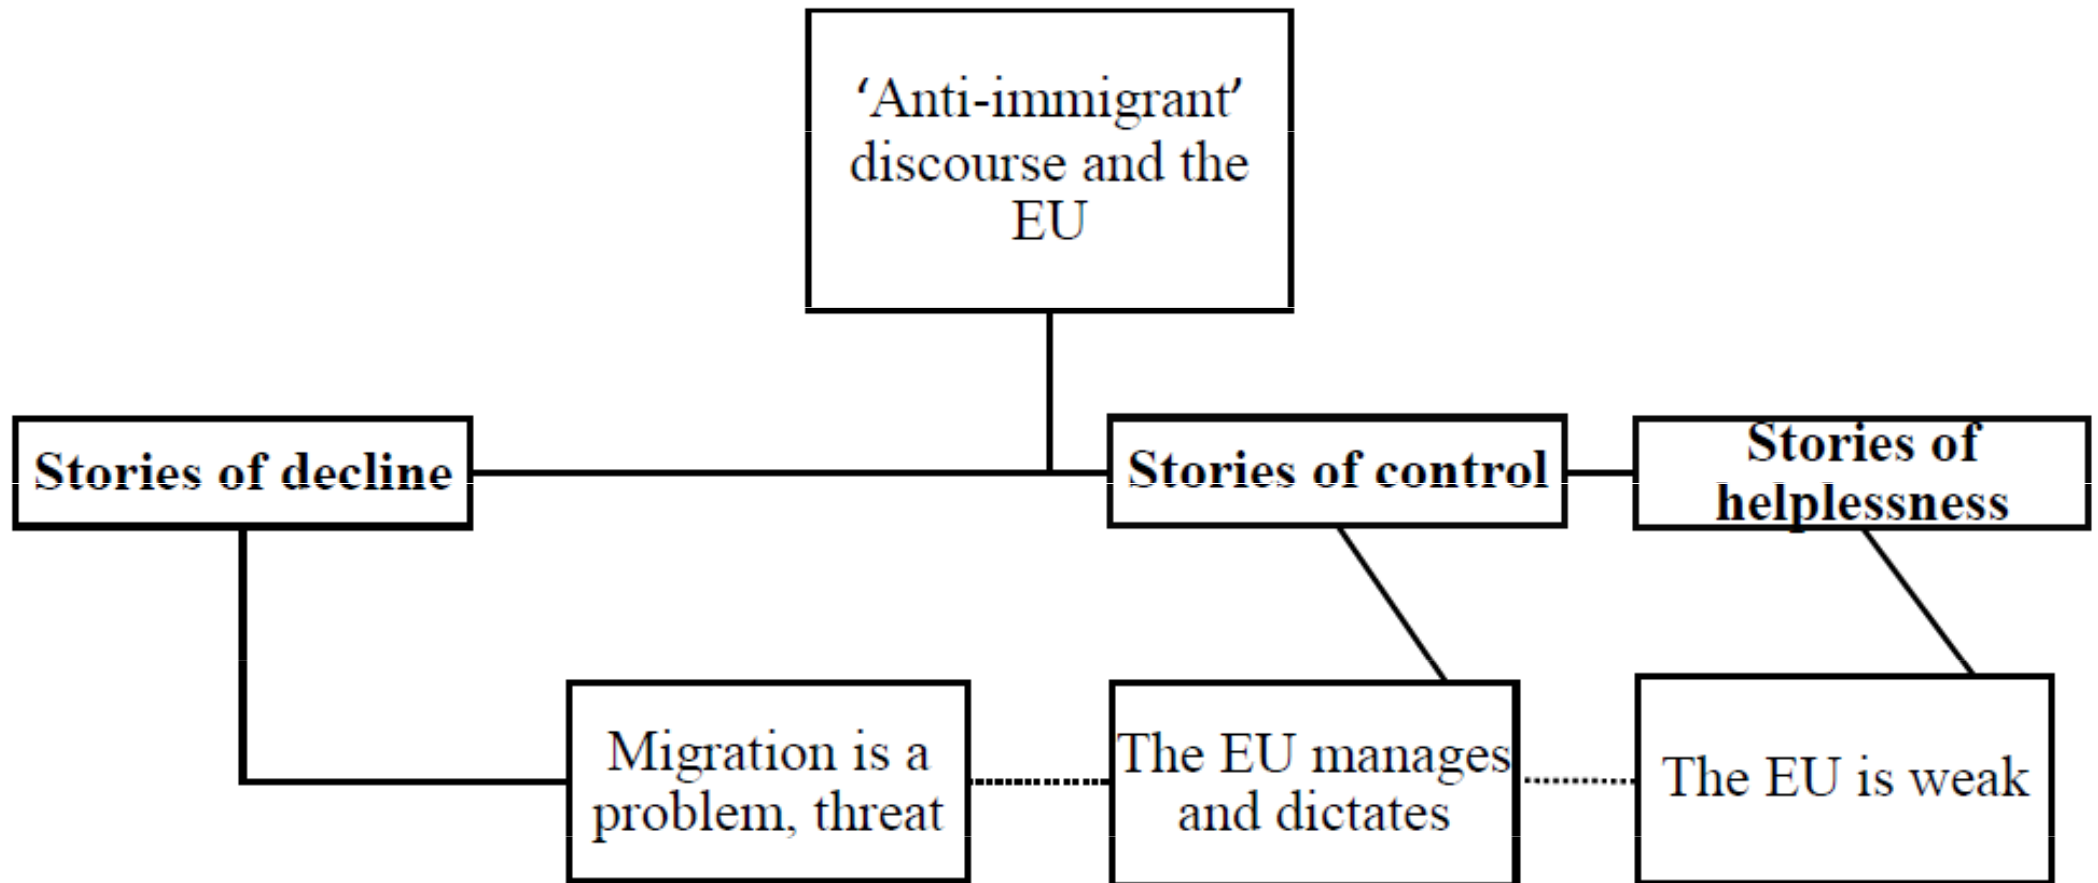 ‘Anti-immigrant’
discourse and the
EU
Stories of decline
Stories of control
Stories of
helplessness
Migration is a
problem, threat
The EU manages
and dictates
The EU is weak